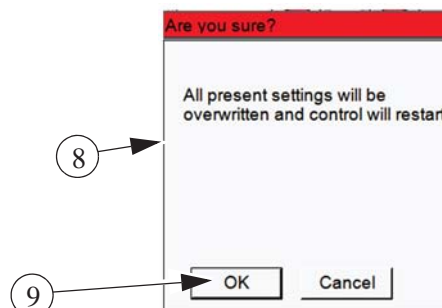 Are you sure?
All present settings will be
overwritten and control will restart
8
9
OK Cancel